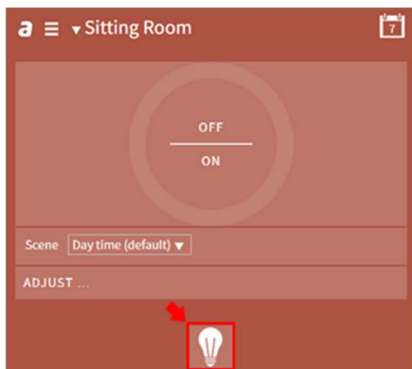 a ≡ ▾ Sitting Room 7
OFF
ON
Scene Day time (default) ▼
ADJUST ...